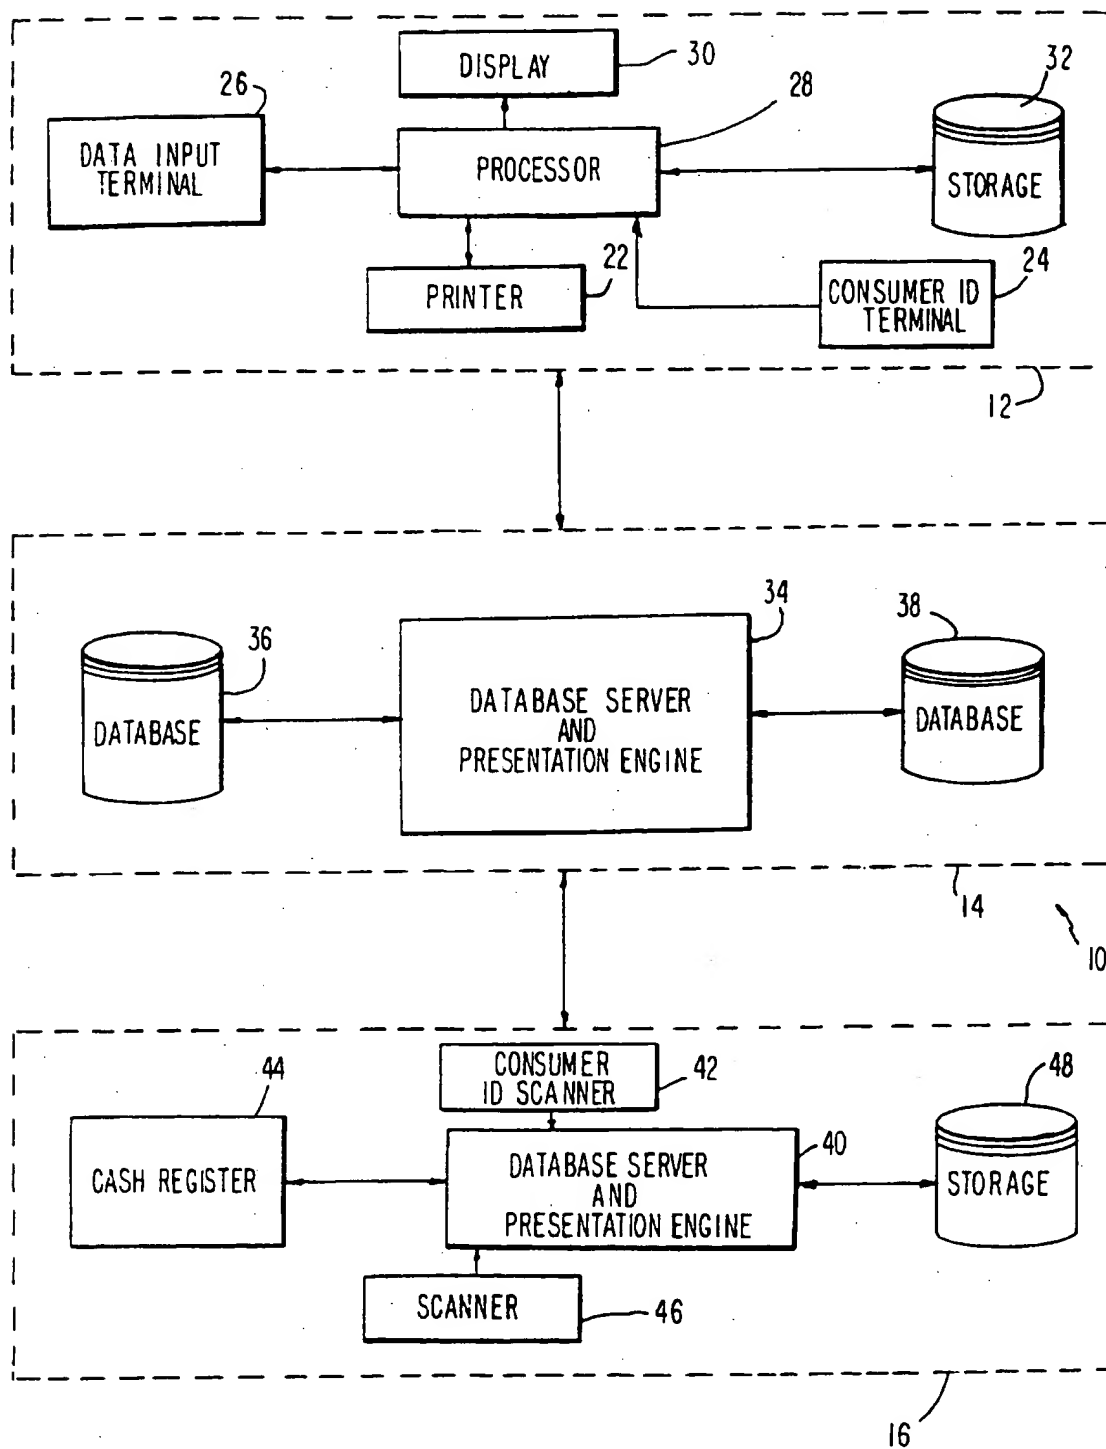 DISPLAY
30
32
26
28
DATA INPUT
TERMINAL
PROCESSOR
STORAGE
22
24
PRINTER
CONSUMER ID
TERMINAL
12
34
38
36
DATABASE
DATABASE SERVER
AND
PRESENTATION ENGINE
DATABASE
14
10
CONSUMER
ID SCANNER
42
44
48
40
CASH REGISTER
DATABASE SERVER
AND
PRESENTATION ENGINE
STORAGE
SCANNER
46
16